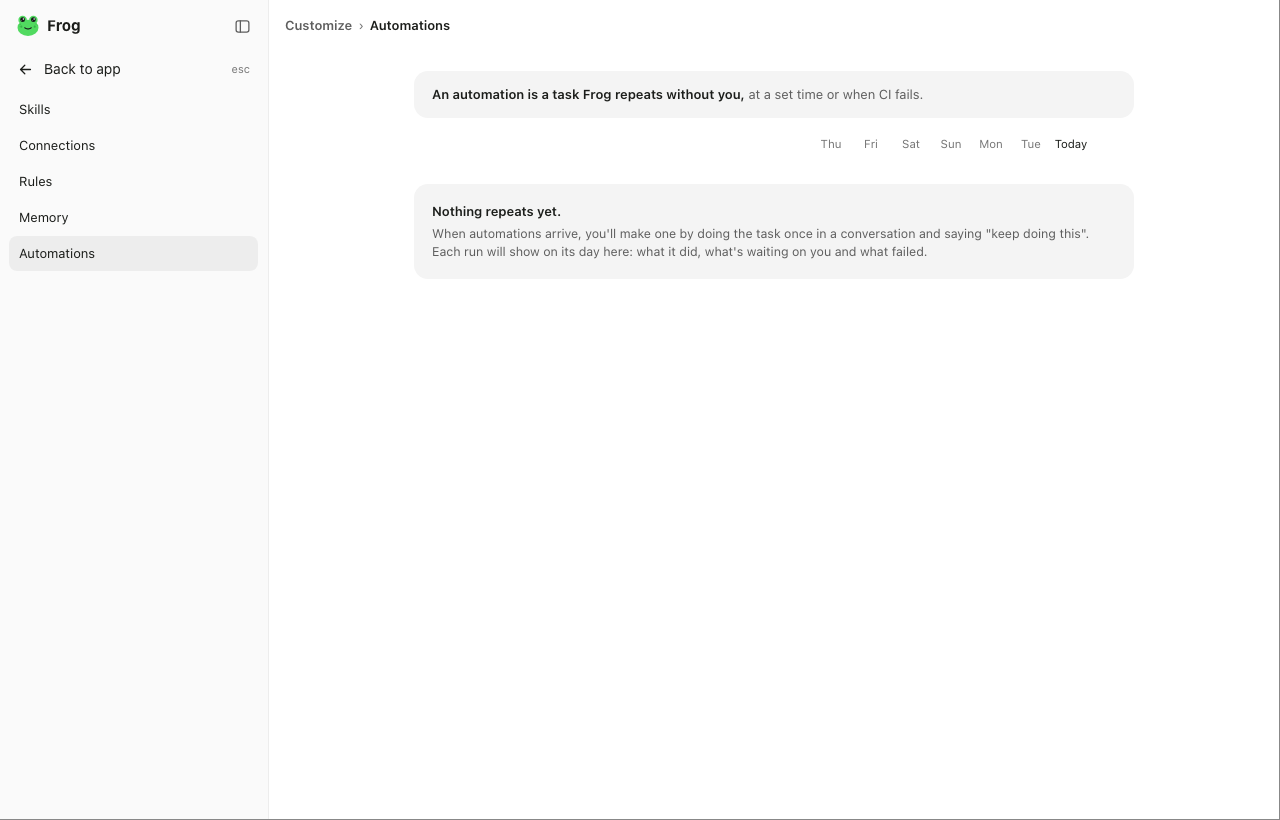 Frog
Back to app
esc
Skills
Connections
Rules
Memory
Automations
Customize › Automations
An automation is a task Frog repeats without you, at a set time or when CI fails.
Thu Fri Sat Sun Mon Tue Today
Nothing repeats yet.
When automations arrive, you'll make one by doing the task once in a conversation and saying "keep doing this".
Each run will show on its day here: what it did, what's waiting on you and what failed.